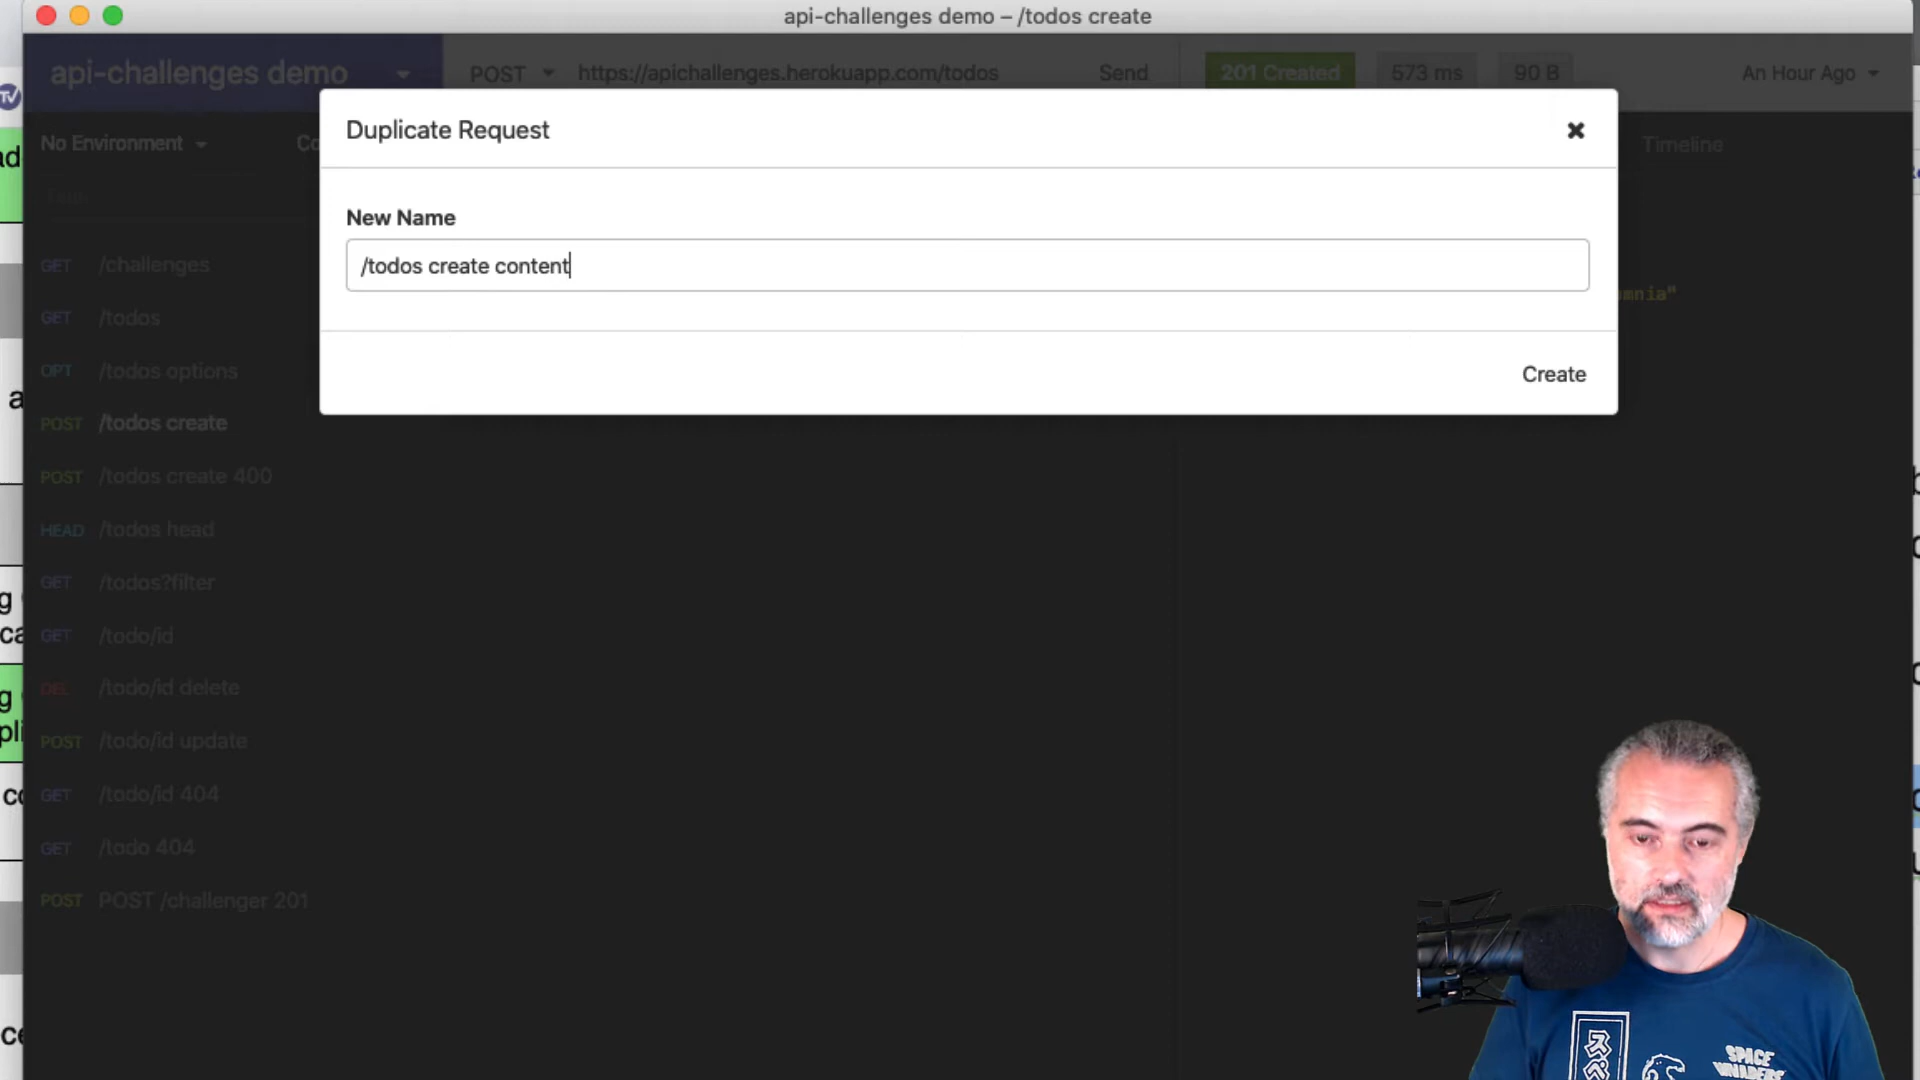 api-challenges demo – /todos create
api-challenges demo
POST
https://apichallenges.herokuapp.com/todos
Send
201 Created
573 ms
90 B
An Hour Ago
Duplicate Request
No Environment
Timeline
New Name
/todos create content
mnia"
Create
GET /challenges
GET /todos
OPT /todos options
POST /todos create
POST /todos create 400
HEAD /todos head
GET /todos?filter
GET /todo/id
DEL /todo/id delete
POST /todo/id update
GET /todo/id 404
GET /todo 404
POST POST /challenger 201
スペ
SPACE
INVADERS